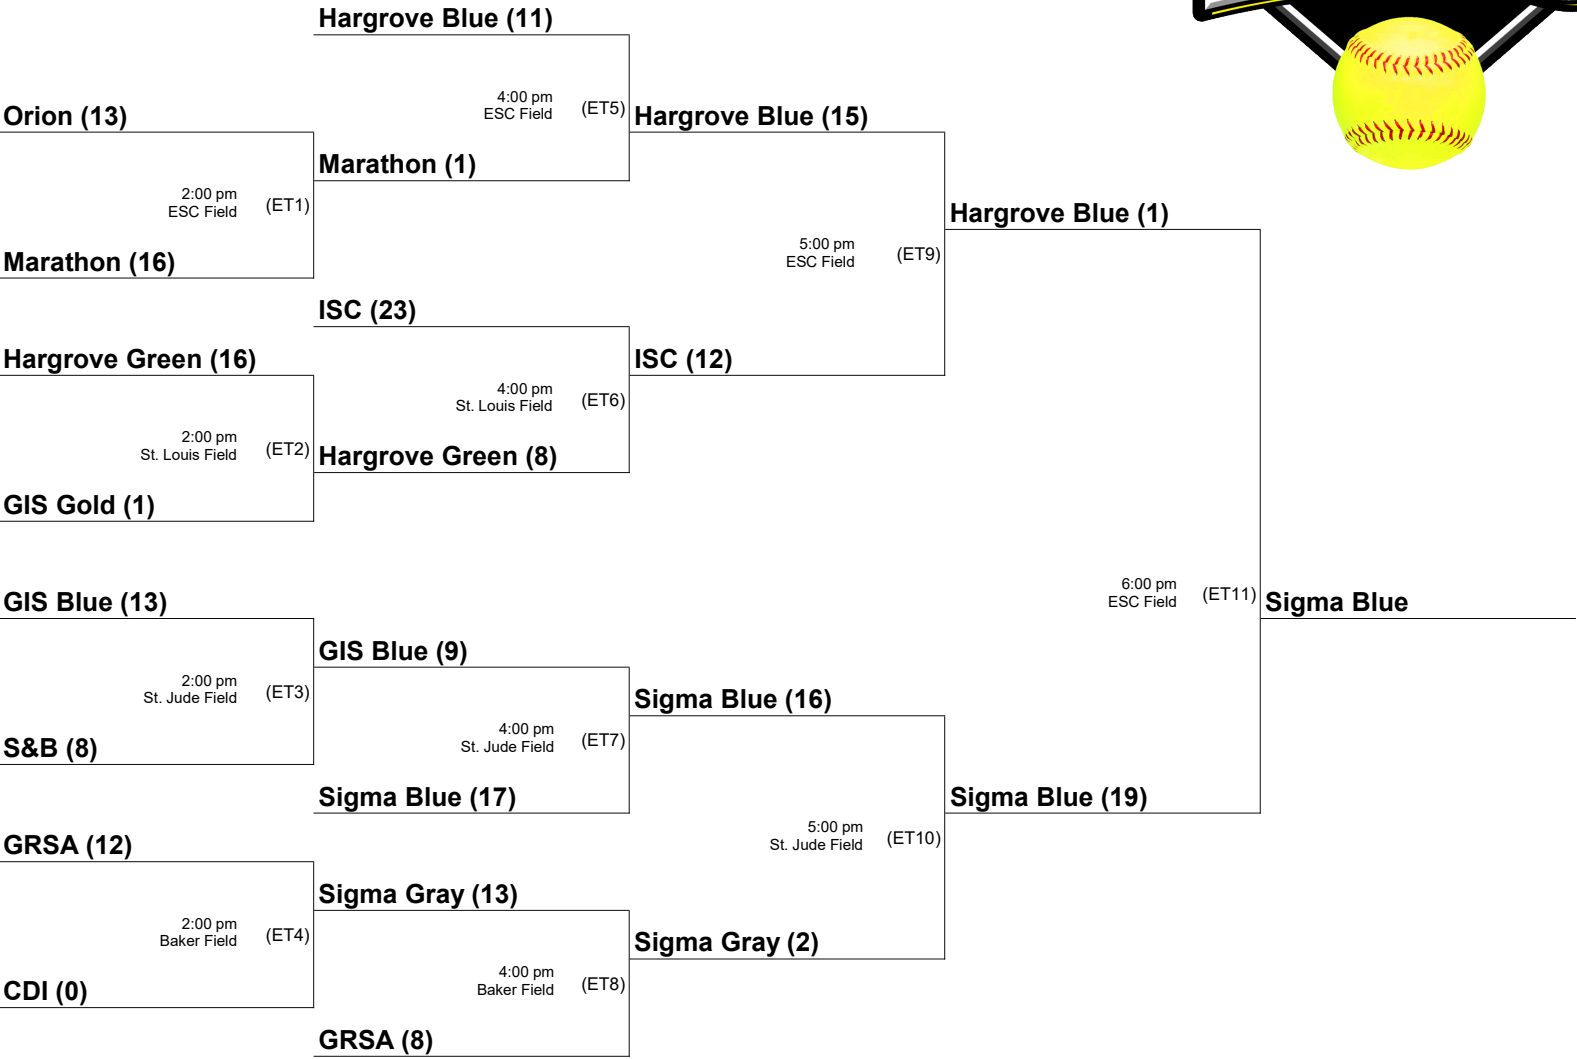 Hargrove Blue (11)
4:00 pm
ESC Field
(ET5)
Orion (13)
Hargrove Blue (15)
Marathon (1)
2:00 pm
ESC Field
(ET1)
Hargrove Blue (1)
5:00 pm
ESC Field
(ET9)
Marathon (16)
ISC (23)
Hargrove Green (16)
ISC (12)
4:00 pm
St. Louis Field
(ET6)
2:00 pm
St. Louis Field
(ET2)
Hargrove Green (8)
GIS Gold (1)
6:00 pm
ESC Field
(ET11)
Sigma Blue
GIS Blue (13)
GIS Blue (9)
2:00 pm
St. Jude Field
(ET3)
Sigma Blue (16)
4:00 pm
St. Jude Field
(ET7)
S&B (8)
Sigma Blue (17)
Sigma Blue (19)
5:00 pm
St. Jude Field
(ET10)
GRSA (12)
Sigma Gray (13)
2:00 pm
Baker Field
(ET4)
Sigma Gray (2)
4:00 pm
Baker Field
(ET8)
CDI (0)
GRSA (8)